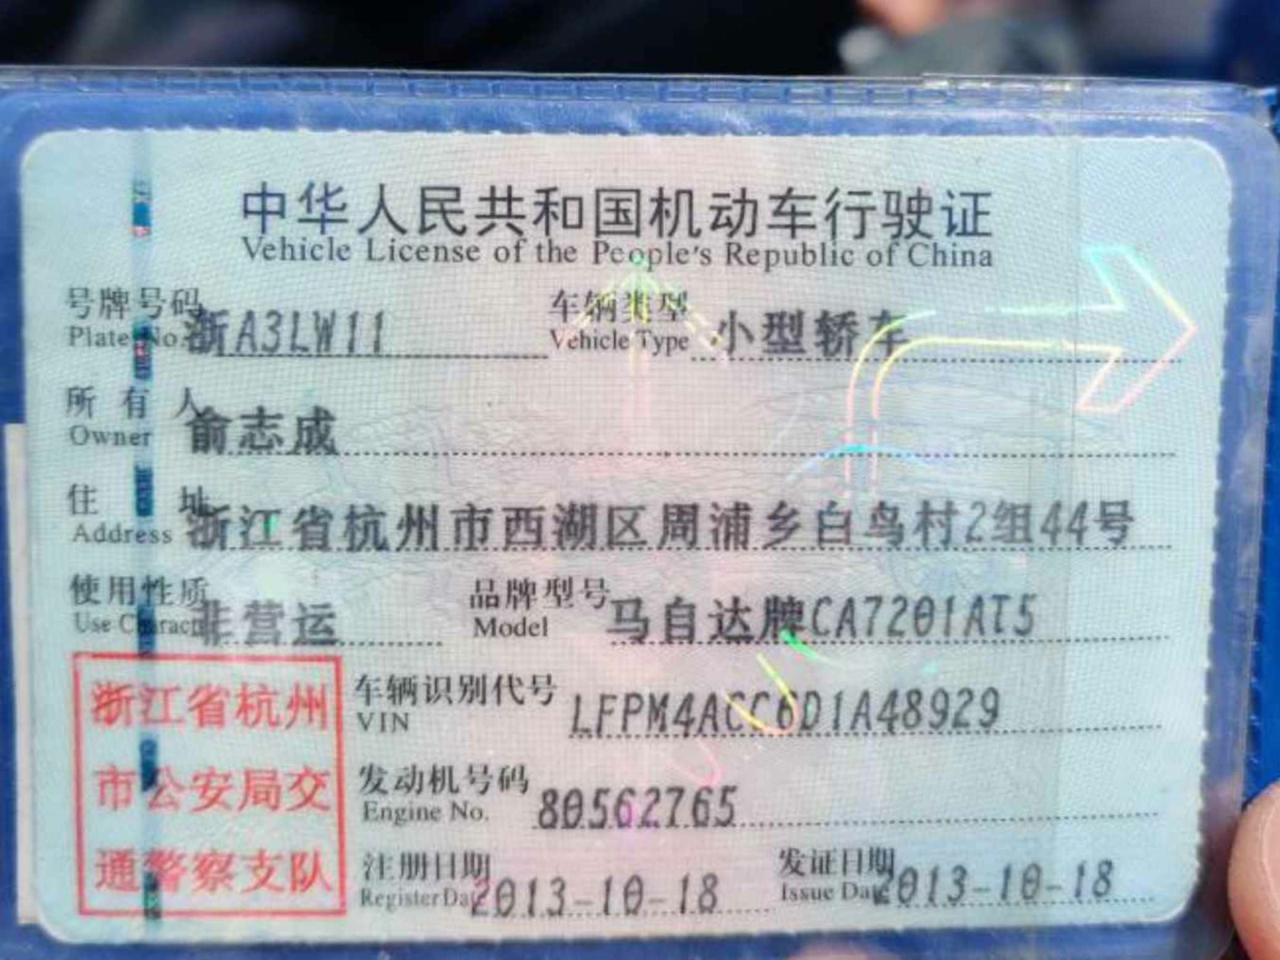 中华人民共和国机动车行驶证
Vehicle License of the People's Republic of China
号牌号码 浙A3LW11 车辆类型 小型轿车
Plate No. Vehicle Type
所有人 俞志成
Owner
住址 浙江省杭州市西湖区周浦乡白鸟村2组44号
Address
使用性质 非营运 品牌型号 马自达牌CA7201AT5
Use Charact Model
浙江省杭州
市公安局交
通警察支队
车辆识别代号 LFPM4ACC6D1A48929
VIN
发动机号码 80562765
Engine No.
注册日期 2013-10-18 发证日期 2013-10-18
Register Date Issue Date